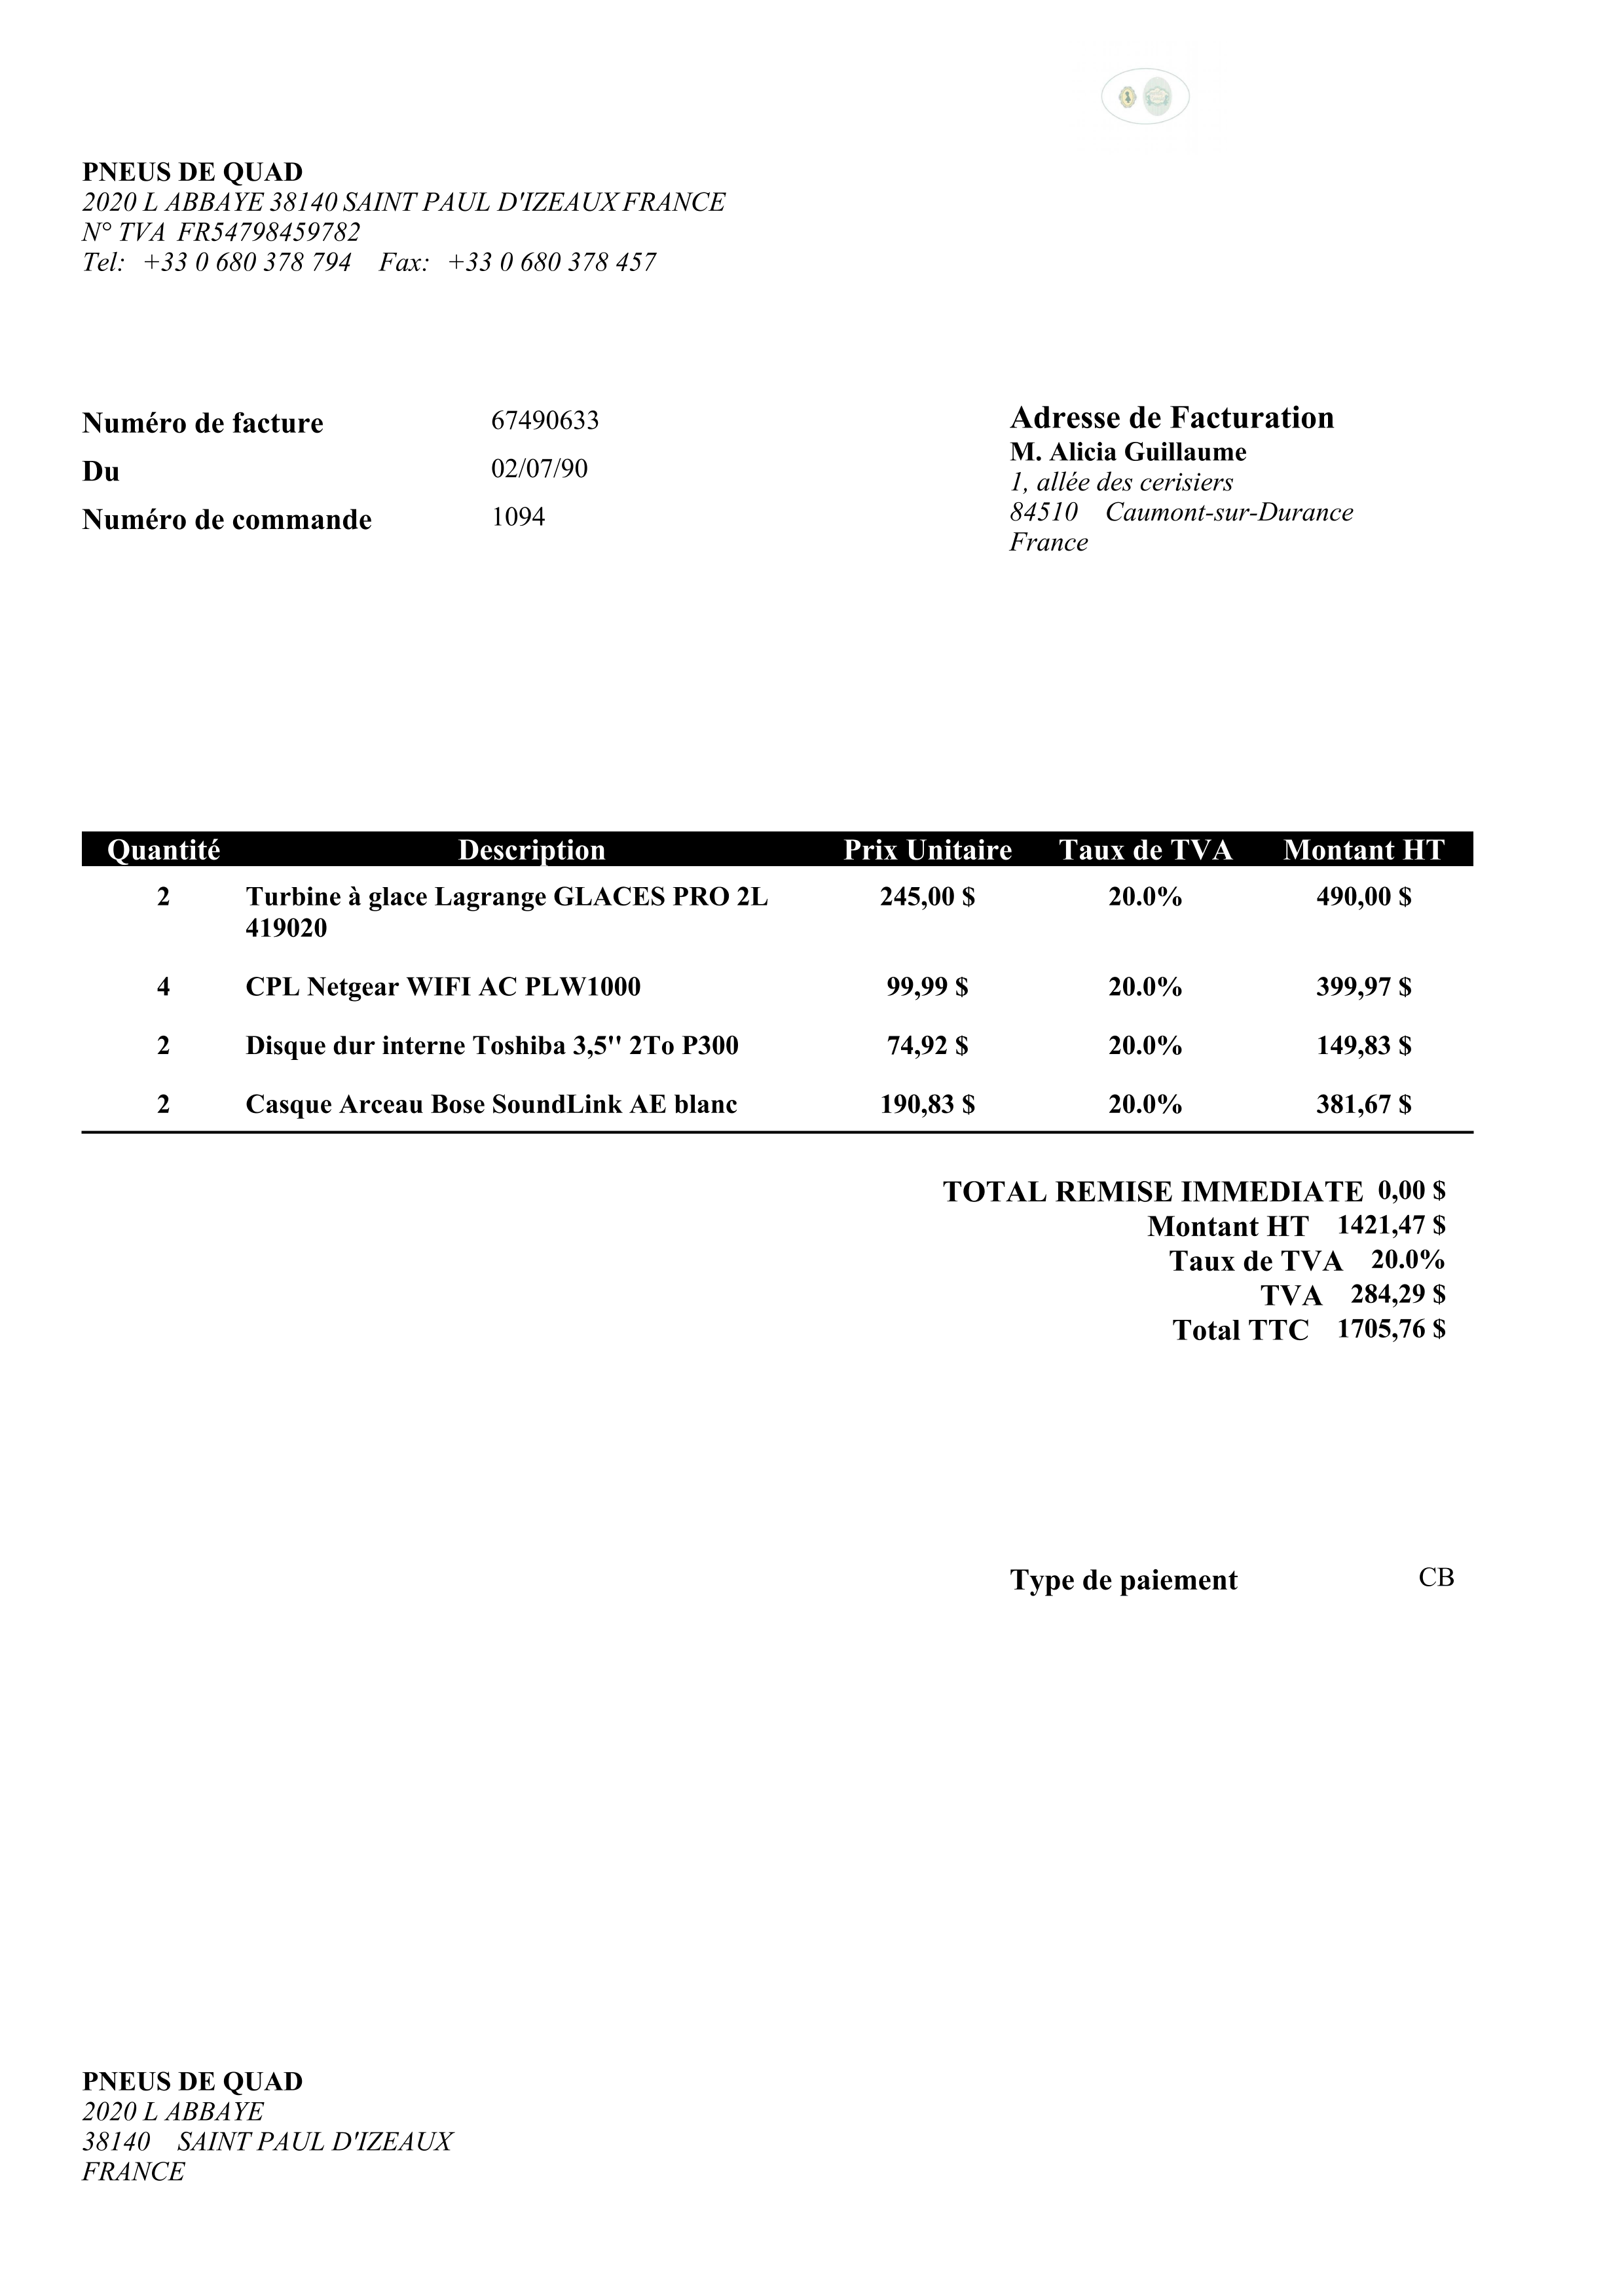 PNEUS DE QUAD
2020 L ABBAYE 38140 SAINT PAUL D'IZEAUX FRANCE
N° TVA FR54798459782
Tel: +33 0 680 378 794 Fax: +33 0 680 378 457
Numéro de facture 67490633
Du 02/07/90
Numéro de commande 1094
Adresse de Facturation
M. Alicia Guillaume
1, allée des cerisiers
84510 Caumont-sur-Durance
France
Quantité Description Prix Unitaire Taux de TVA Montant HT
2 Turbine à glace Lagrange GLACES PRO 2L 245,00 $ 20.0% 490,00 $
419020
4 CPL Netgear WIFI AC PLW1000 99,99 $ 20.0% 399,97 $
2 Disque dur interne Toshiba 3,5'' 2To P300 74,92 $ 20.0% 149,83 $
2 Casque Arceau Bose SoundLink AE blanc 190,83 $ 20.0% 381,67 $
TOTAL REMISE IMMEDIATE 0,00 $
Montant HT 1421,47 $
Taux de TVA 20.0%
TVA 284,29 $
Total TTC 1705,76 $
Type de paiement CB
PNEUS DE QUAD
2020 L ABBAYE
38140 SAINT PAUL D'IZEAUX
FRANCE